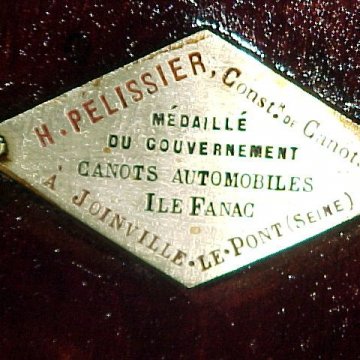 H. PELISSIER, Constr. DE Canots
MÉDAILLÉ
DU GOUVERNEMENT
CANOTS AUTOMOBILES
ILE FANAC
À JOINVILLE-LE-PONT (SEINE)